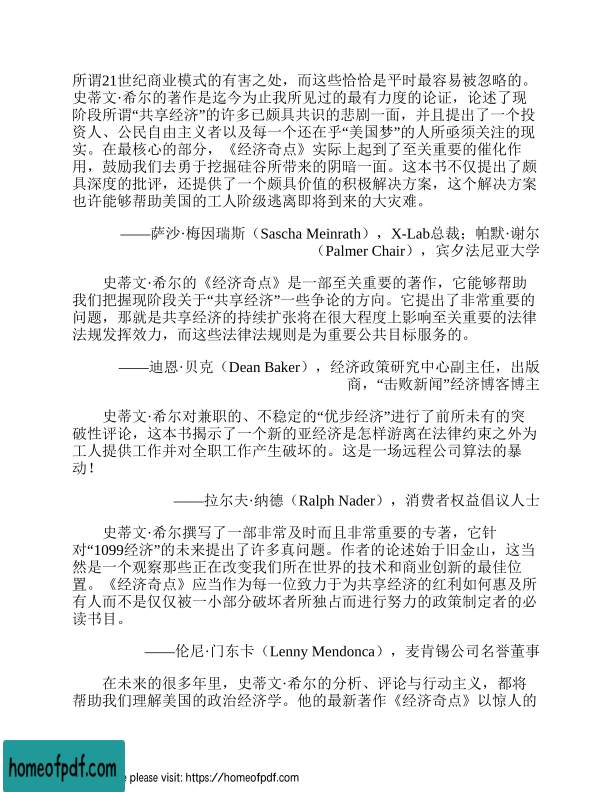 所谓21世纪商业模式的有害之处，而这些恰恰是平时最容易被忽略的。
史蒂文·希尔的著作是迄今为止我所见过的最有力度的论证，论述了现
阶段所谓“共享经济”的许多已颇具共识的悲剧一面，并且提出了一个投
资人、公民自由主义者以及每一个还在乎“美国梦”的人所亟须关注的现
实。在最核心的部分，《经济奇点》实际上起到了至关重要的催化作
用，鼓励我们去勇于挖掘硅谷所带来的阴暗一面。这本书不仅提出了颇
具深度的批评，还提供了一个颇具价值的积极解决方案，这个解决方案
也许能够帮助美国的工人阶级逃离即将到来的大灾难。
——萨沙·梅因瑞斯（Sascha Meinrath），X-Lab总裁；帕默·谢尔
（Palmer Chair），宾夕法尼亚大学
史蒂文·希尔的《经济奇点》是一部至关重要的著作，它能够帮助
我们把握现阶段关于“共享经济”一些争论的方向。它提出了非常重要的
问题，那就是共享经济的持续扩张将在很大程度上影响至关重要的法律
法规发挥效力，而这些法律法规则是为重要公共目标服务的。
——迪恩·贝克（Dean Baker），经济政策研究中心副主任，出版
商，“击败新闻”经济博客博主
史蒂文·希尔对兼职的、不稳定的“优步经济”进行了前所未有的突
破性评论，这本书揭示了一个新的亚经济是怎样游离在法律约束之外为
工人提供工作并对全职工作产生破坏的。这是一场远程公司算法的暴
动！
——拉尔夫·纳德（Ralph Nader），消费者权益倡议人士
史蒂文·希尔撰写了一部非常及时而且非常重要的专著，它针
对“1099经济”的未来提出了许多真问题。作者的论述始于旧金山，这当
然是一个观察那些正在改变我们所在世界的技术和商业创新的最佳位
置。《经济奇点》应当作为每一位致力于为共享经济的红利如何惠及所
有人而不是仅仅被一小部分破坏者所独占而进行努力的政策制定者的必
读书目。
——伦尼·门东卡（Lenny Mendonca），麦肯锡公司名誉董事
在未来的很多年里，史蒂文·希尔的分析、评论与行动主义，都将
帮助我们理解美国的政治经济学。他的最新著作《经济奇点》以惊人的
homeofpdf.com
please visit: https://homeofpdf.com